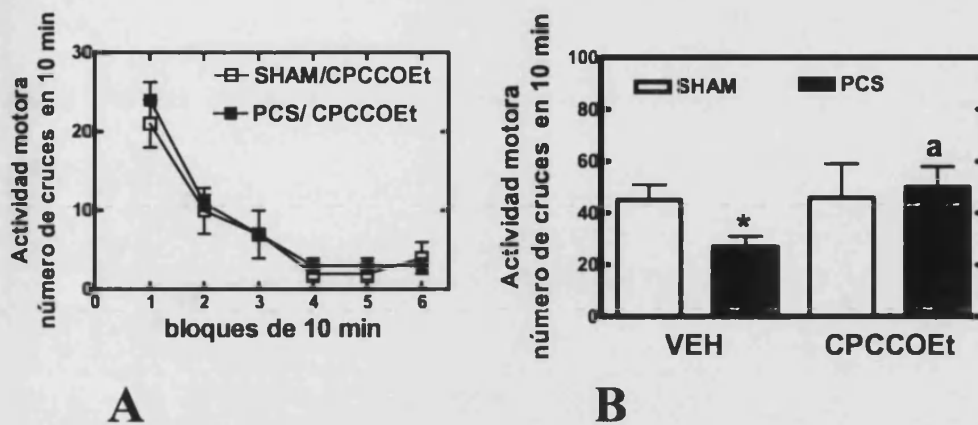 Actividad motora
número de cruces en 10 min
30
20
10
0
0 1 2 3 4 5 6
bloques de 10 min
SHAM/CPCCOEt
PCS/ CPCCOEt
A
Actividad motora
número de cruces en 10 min
100
80
60
40
20
0
SHAM
PCS
*
a
VEH CPCCOEt
B